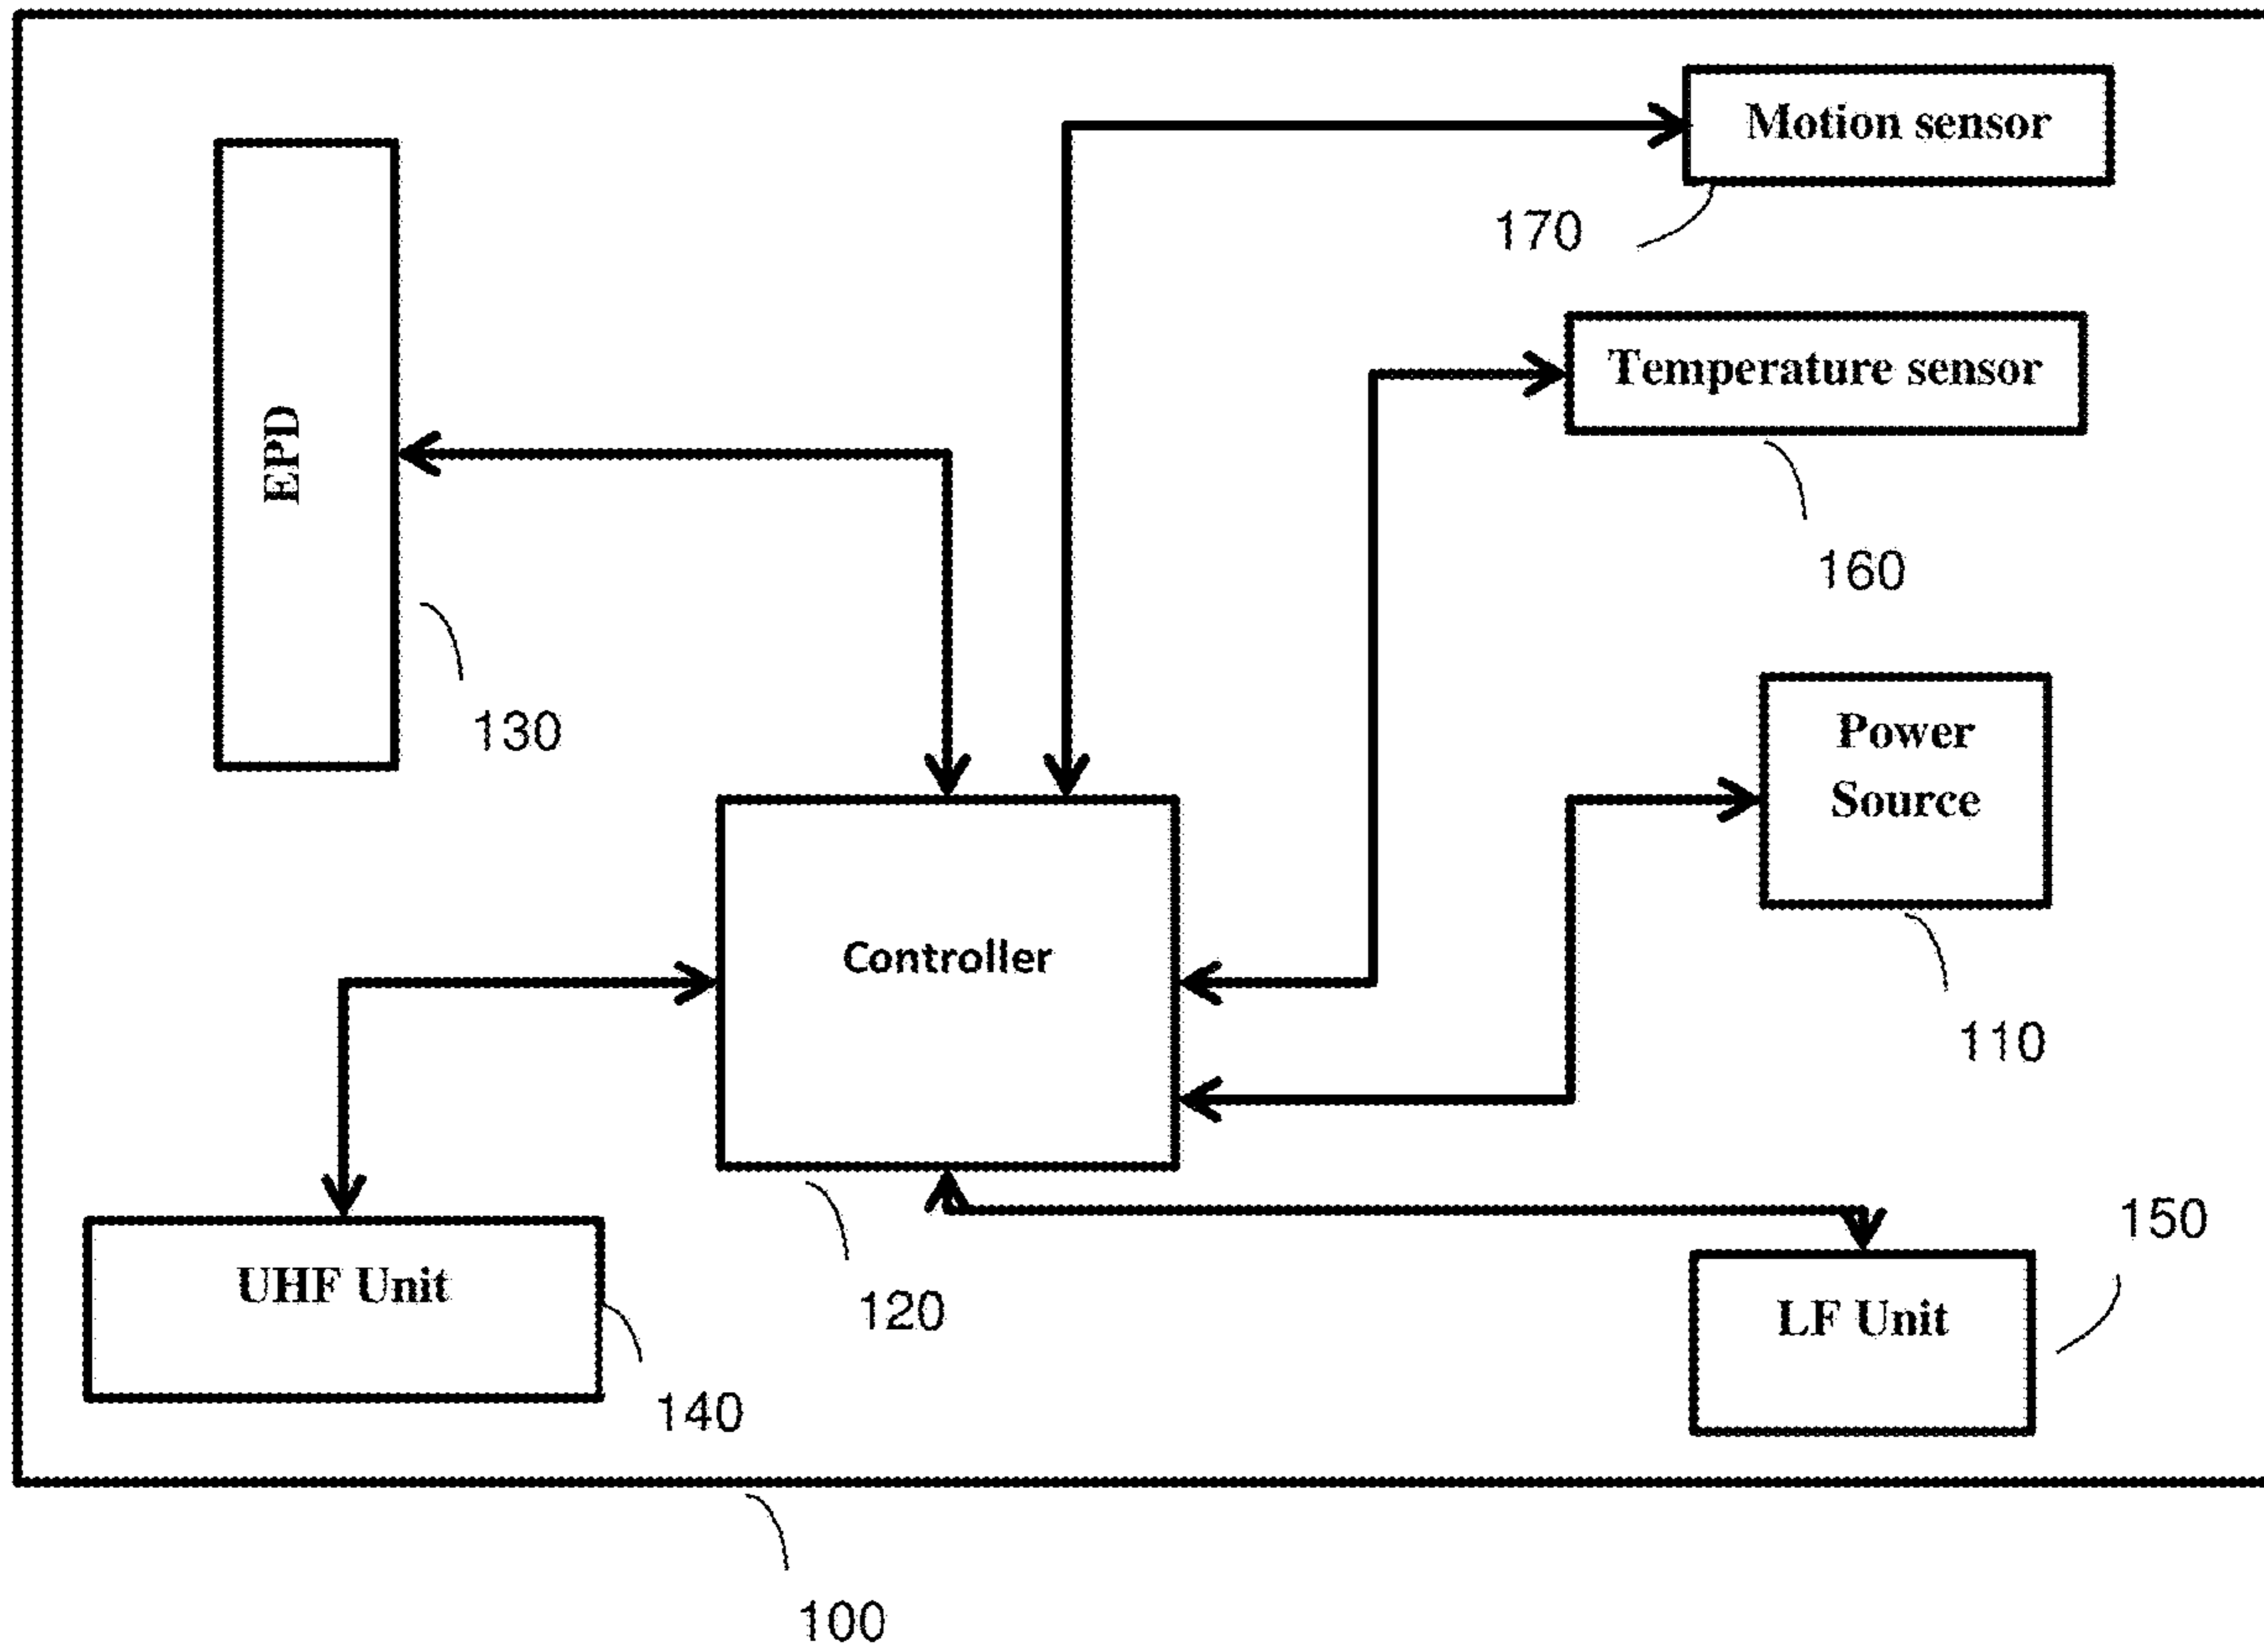 Motion sensor
170
Temperature sensor
160
EPD
130
Power
Source
110
Controller
120
UHF Unit
140
LF Unit
150
100